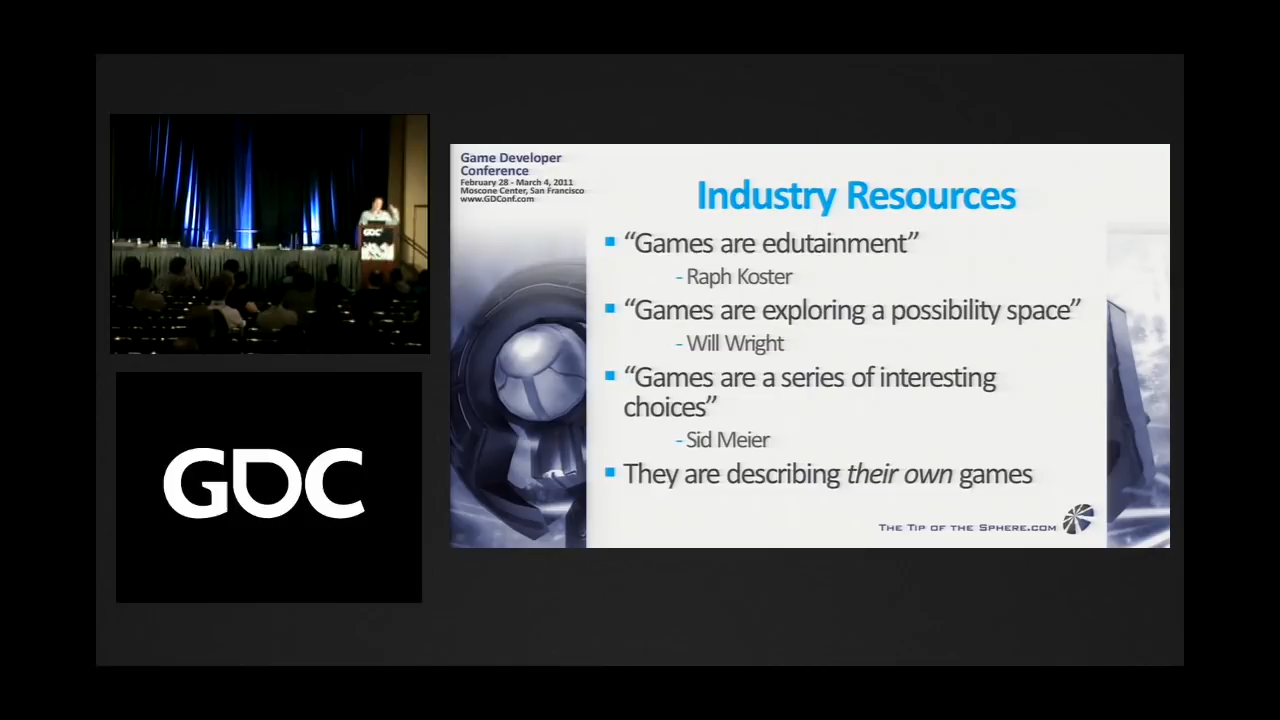 Game Developer
Conference
February 28 - March 4, 2011
Moscone Center, San Francisco
www.GDConf.com
Industry Resources
“Games are edutainment”
- Raph Koster
“Games are exploring a possibility space”
- Will Wright
“Games are a series of interesting
choices”
- Sid Meier
They are describing their own games
The Tip of the Sphere.com
GDC
GDC